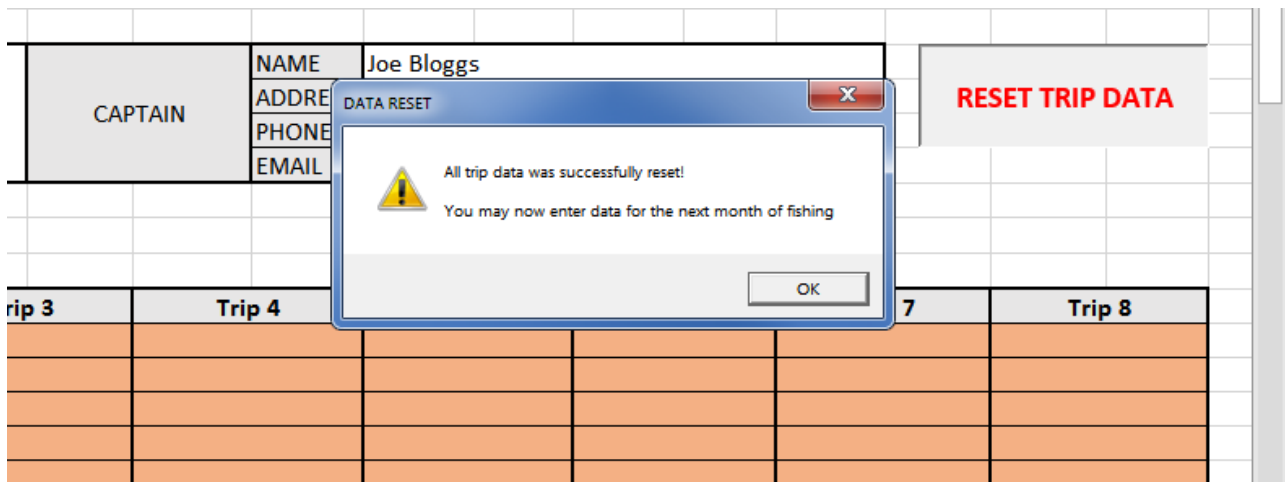 NAME Joe Bloggs
CAPTAIN
ADDRE
PHONE
EMAIL
RESET TRIP DATA
DATA RESET
All trip data was successfully reset!
You may now enter data for the next month of fishing
OK
rip 3 Trip 4 7 Trip 8